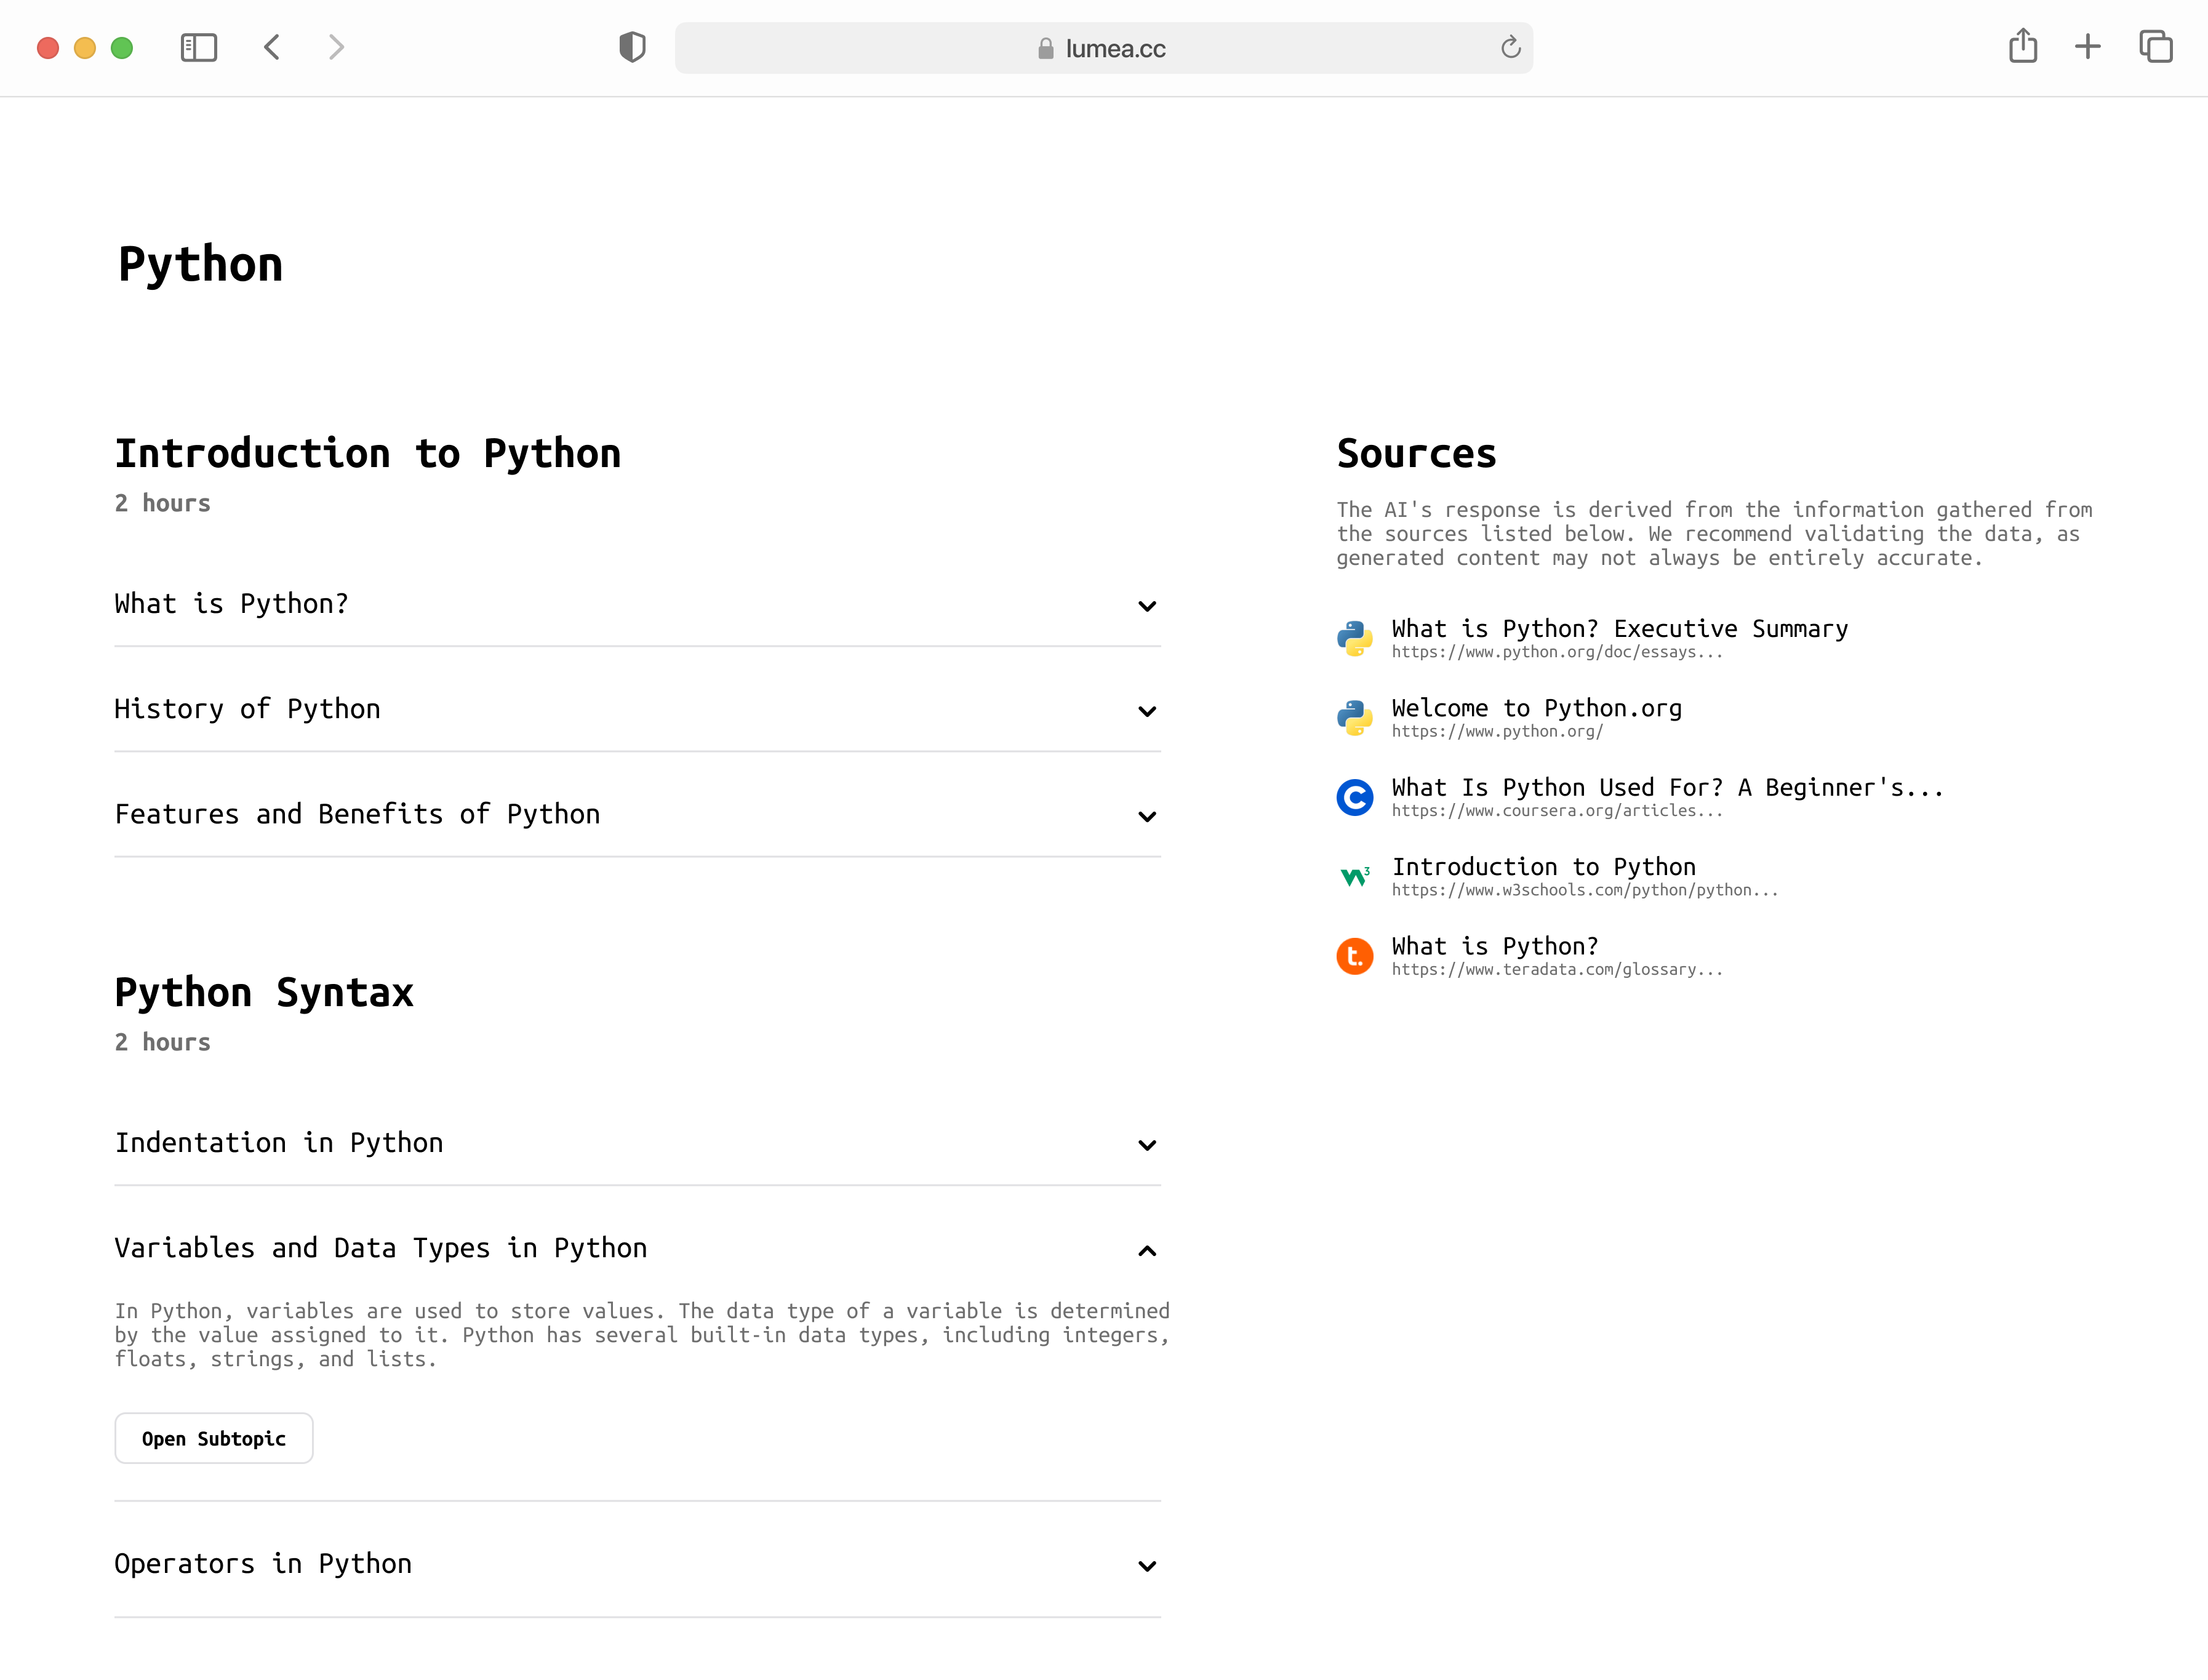 lumea.cc
Python
Introduction to Python
2 hours
What is Python?
History of Python
Features and Benefits of Python
Python Syntax
2 hours
Indentation in Python
Variables and Data Types in Python
In Python, variables are used to store values. The data type of a variable is determined
by the value assigned to it. Python has several built-in data types, including integers,
floats, strings, and lists.
Open Subtopic
Operators in Python
Sources
The AI's response is derived from the information gathered from
the sources listed below. We recommend validating the data, as
generated content may not always be entirely accurate.
What is Python? Executive Summary
https://www.python.org/doc/essays...
Welcome to Python.org
https://www.python.org/
What Is Python Used For? A Beginner's...
https://www.coursera.org/articles...
Introduction to Python
https://www.w3schools.com/python/python...
What is Python?
https://www.teradata.com/glossary...